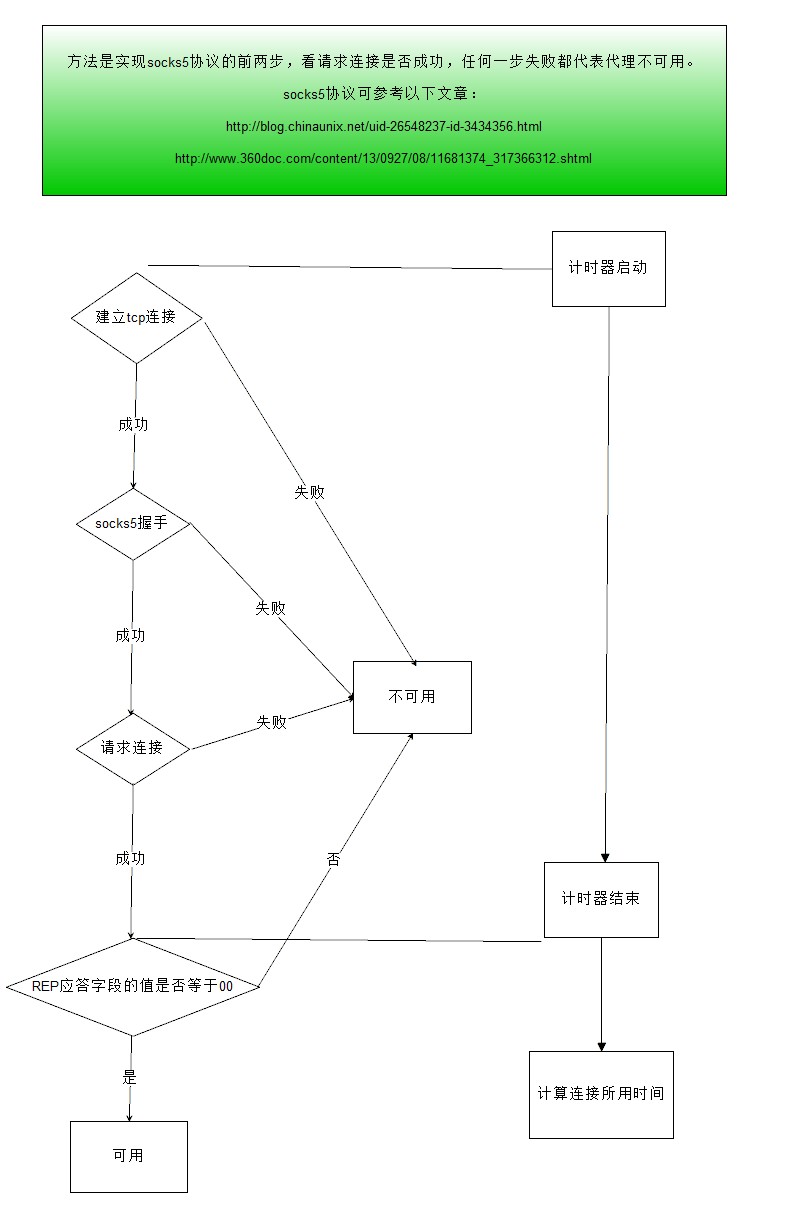 方法是实现socks5协议的前两步，看请求连接是否成功，任何一步失败都代表代理不可用。
socks5协议可参考以下文章：
http://blog.chinaunix.net/uid-26548237-id-3434356.html
http://www.360doc.com/content/13/0927/08/11681374_317366312.shtml
计时器启动
建立tcp连接
成功
失败
socks5握手
失败
成功
不可用
失败
请求连接
成功
否
计时器结束
REP应答字段的值是否等于00
是
计算连接所用时间
可用